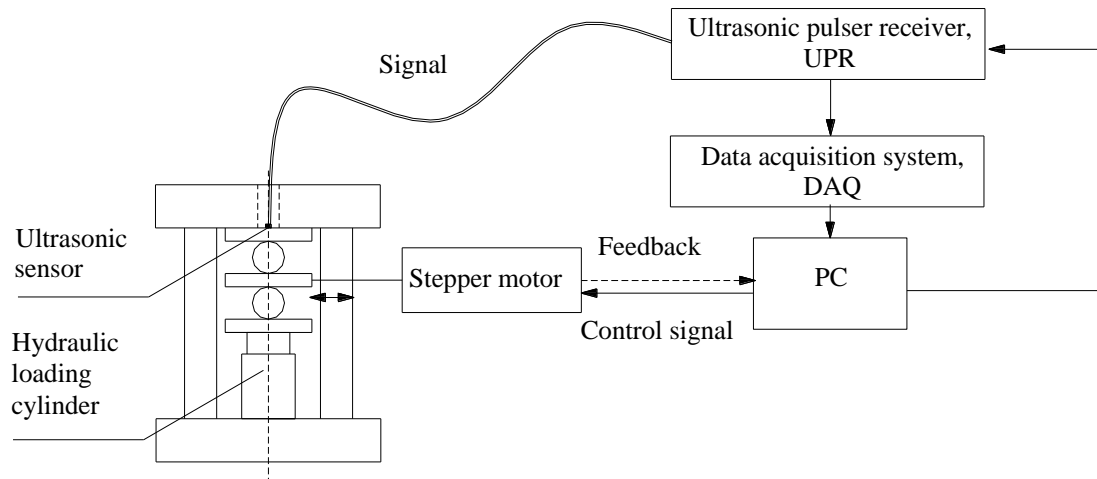 Ultrasonic pulser receiver,
UPR
Signal
Data acquisition system,
DAQ
Ultrasonic
sensor
Feedback
Stepper motor
PC
Control signal
Hydraulic
loading
cylinder